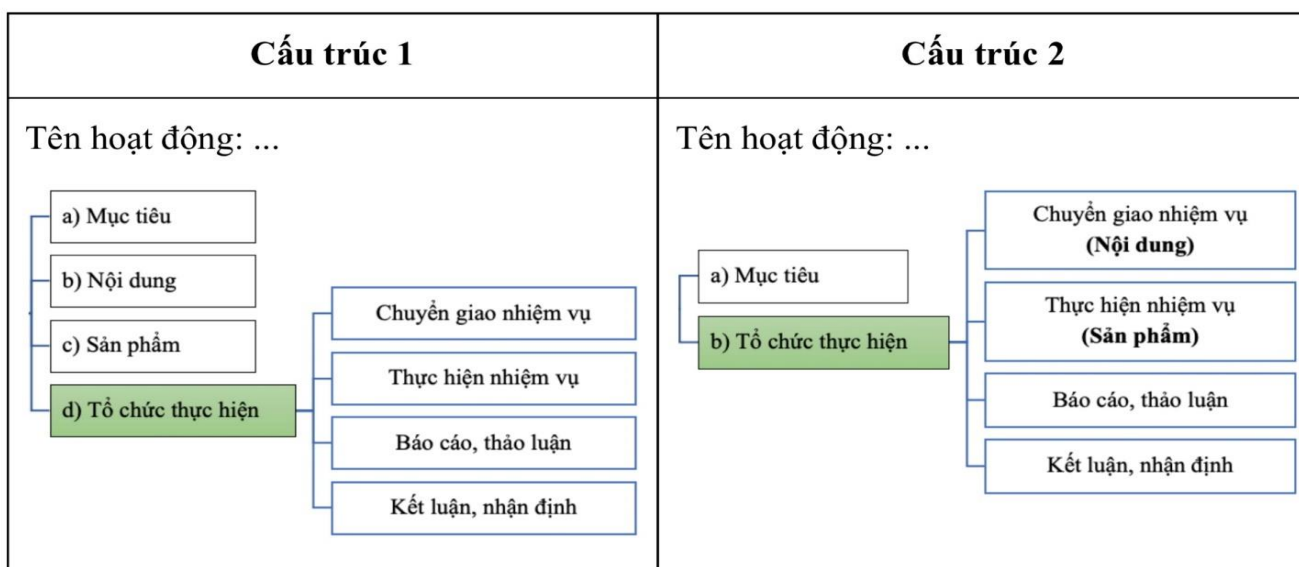 Cấu trúc 1
Cấu trúc 2
Tên hoạt động: ...
a) Mục tiêu
b) Nội dung
c) Sản phẩm
d) Tổ chức thực hiện
Chuyển giao nhiệm vụ
Thực hiện nhiệm vụ
Báo cáo, thảo luận
Kết luận, nhận định
Tên hoạt động: ...
a) Mục tiêu
b) Tổ chức thực hiện
Chuyển giao nhiệm vụ
(Nội dung)
Thực hiện nhiệm vụ
(Sản phẩm)
Báo cáo, thảo luận
Kết luận, nhận định